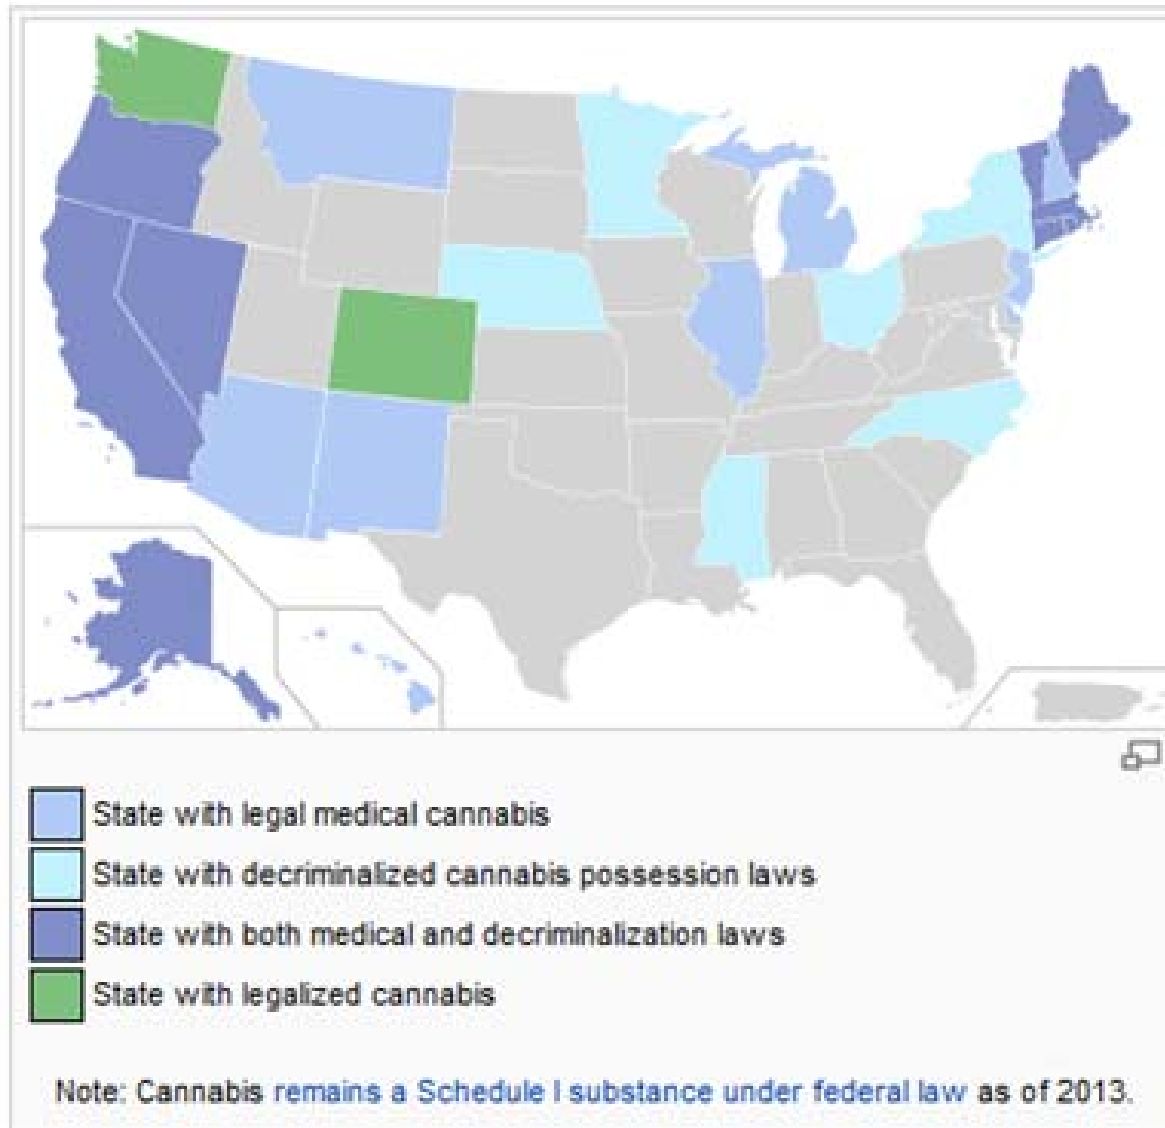 State with legal medical cannabis
State with decriminalized cannabis possession laws
State with both medical and decriminalization laws
State with legalized cannabis
Note: Cannabis remains a Schedule I substance under federal law as of 2013.